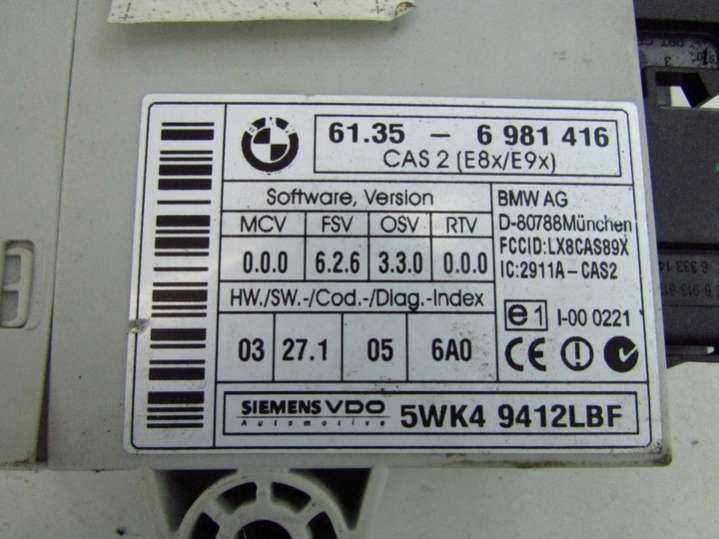 61.35 - 6 981 416
CAS 2 (E8x/E9x)
Software, Version
MCV FSV OSV RTV
0.0.0 6.2.6 3.3.0 0.0.0
HW./SW.-/Cod.-/Diag.-Index
03 27.1 05 6A0
BMW AG
D-80788München
FCCID:LX8CAS89X
IC:2911A-CAS2
e1 I-00 0221
CE
SIEMENS VDO
Automotive
5WK4 9412LBF